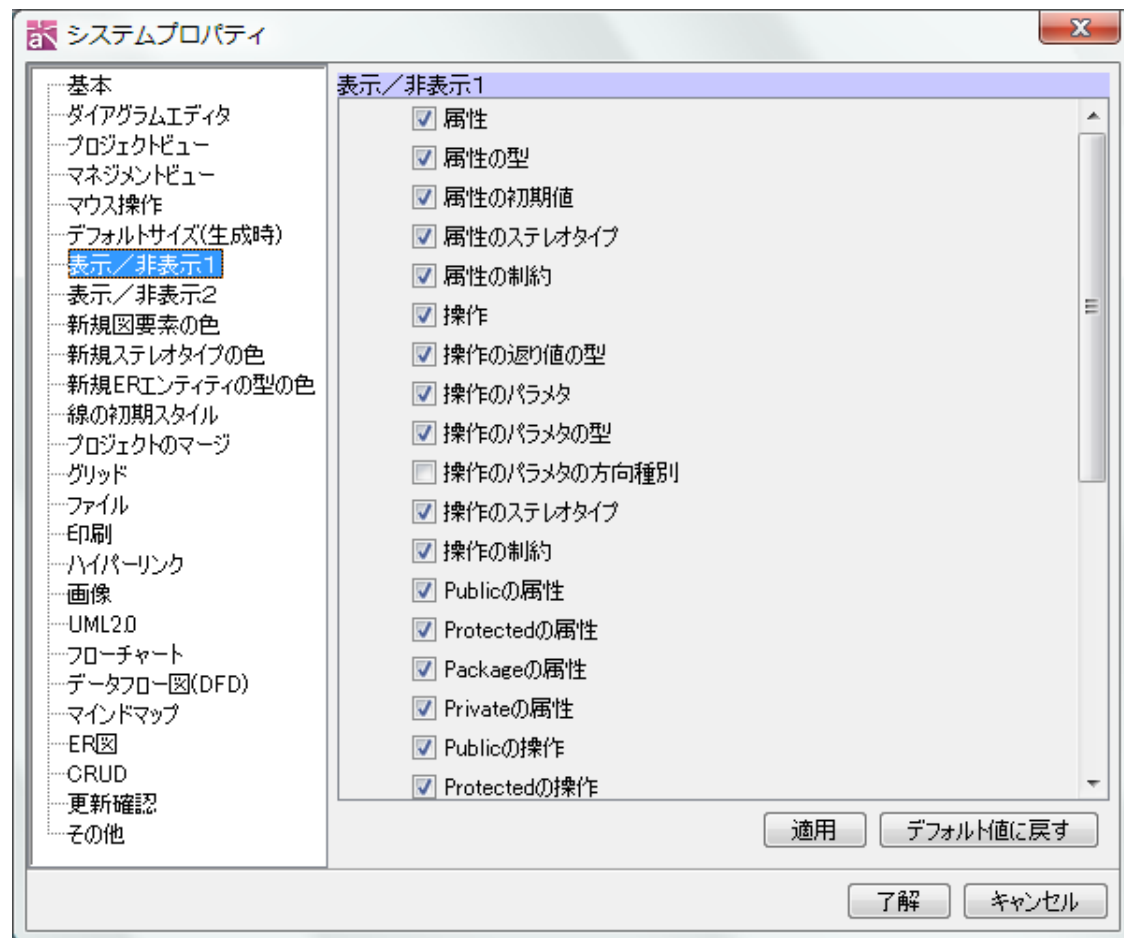 システムプロパティ
基本
ダイアグラムエディタ
プロジェクトビュー
マネジメントビュー
マウス操作
デフォルトサイズ(生成時)
表示／非表示1
表示／非表示2
新規図要素の色
新規ステレオタイプの色
新規ERエンティティの型の色
線の初期スタイル
プロジェクトのマージ
グリッド
ファイル
印刷
ハイパーリンク
画像
UML2.0
フローチャート
データフロー図(DFD)
マインドマップ
ER図
CRUD
更新確認
その他
表示／非表示1
属性
属性の型
属性の初期値
属性のステレオタイプ
属性の制約
操作
操作の返り値の型
操作のパラメタ
操作のパラメタの型
操作のパラメタの方向種別
操作のステレオタイプ
操作の制約
Publicの属性
Protectedの属性
Packageの属性
Privateの属性
Publicの操作
Protectedの操作
適用
デフォルト値に戻す
了解
キャンセル